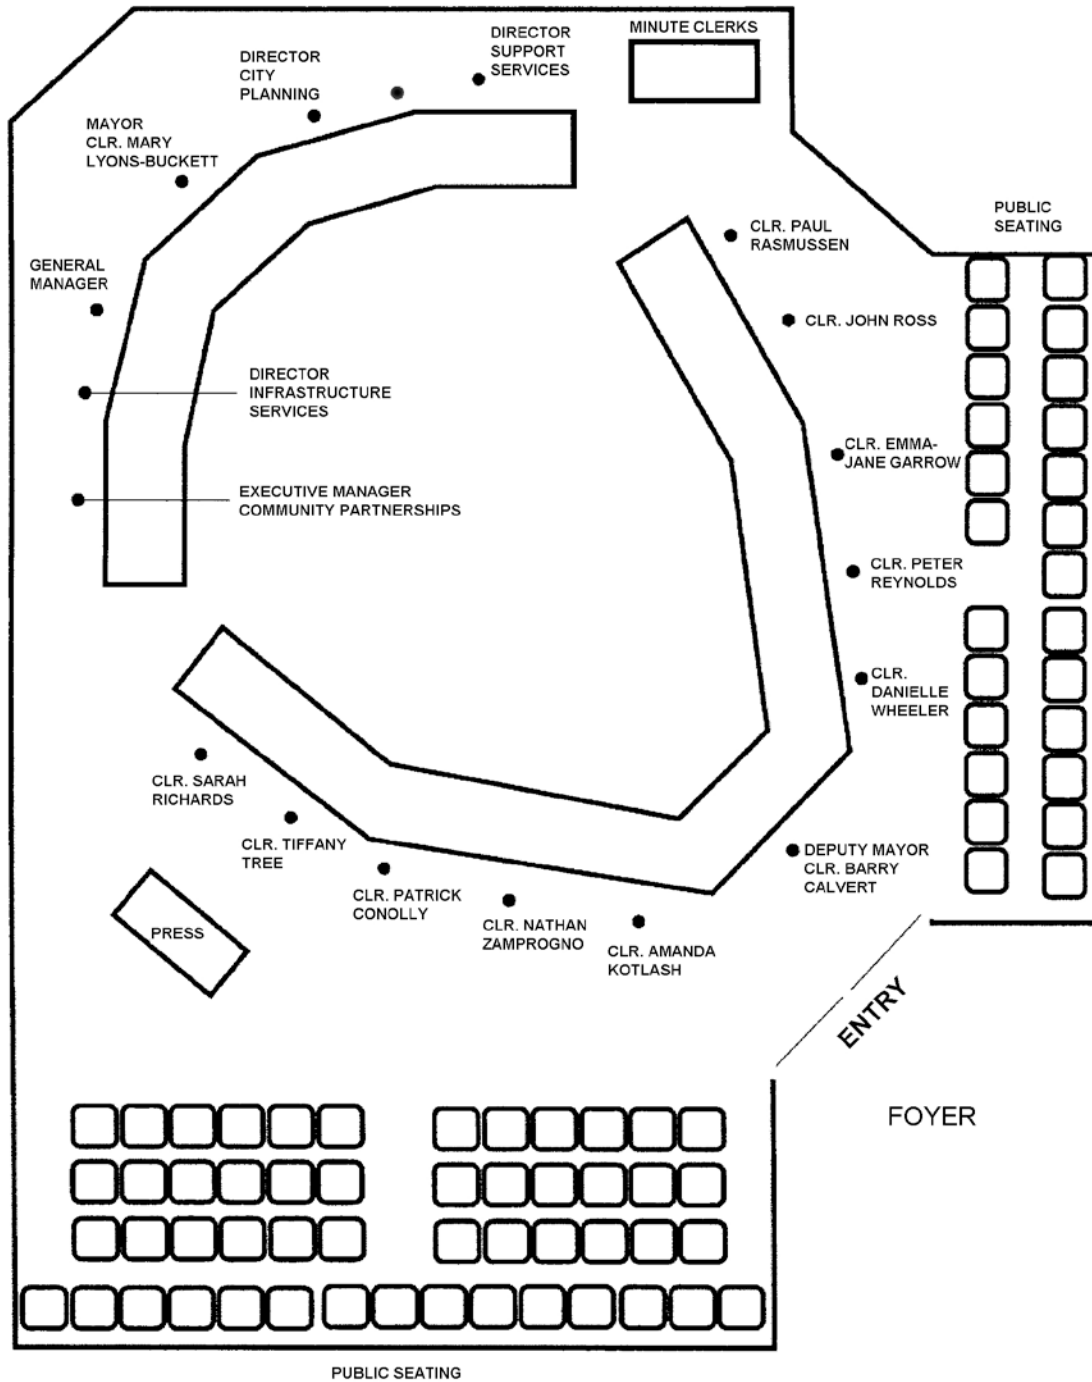 MINUTE CLERKS
DIRECTOR
SUPPORT
SERVICES
DIRECTOR
CITY
PLANNING
MAYOR
CLR. MARY
LYONS-BUCKETT
GENERAL
MANAGER
DIRECTOR
INFRASTRUCTURE
SERVICES
EXECUTIVE MANAGER
COMMUNITY PARTNERSHIPS
CLR. PAUL
RASMUSSEN
PUBLIC
SEATING
CLR. JOHN ROSS
CLR. EMMA-
JANE GARROW
CLR. PETER
REYNOLDS
CLR.
DANIELLE
WHEELER
CLR. SARAH
RICHARDS
CLR. TIFFANY
TREE
CLR. PATRICK
CONOLLY
CLR. NATHAN
ZAMPROGNO
CLR. AMANDA
KOTLASH
DEPUTY MAYOR
CLR. BARRY
CALVERT
PRESS
ENTRY
FOYER
PUBLIC SEATING